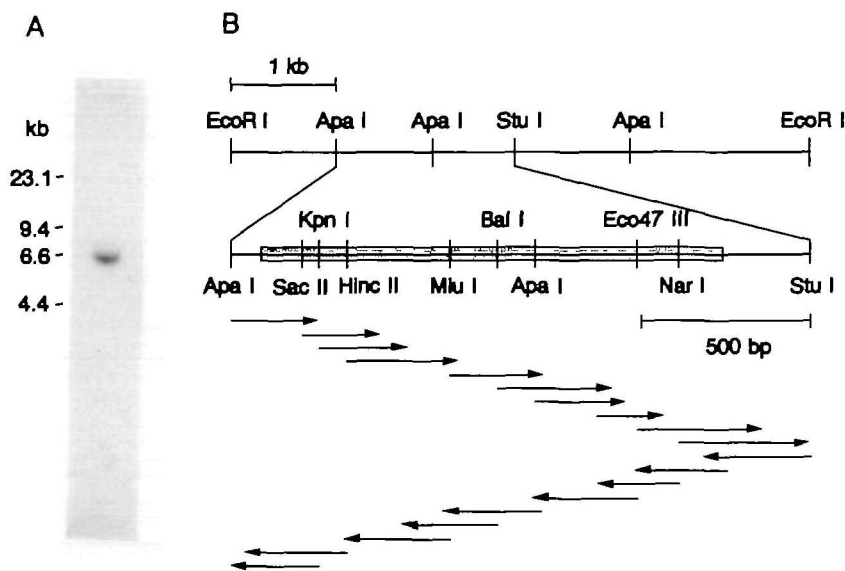 A
B
1 kb
EcoR I Apa I Apa I Stu I Apa I EcoR I
kb
23.1 -
9.4 -
6.6 -
4.4 -
Kpn I Bal I Eco47 III
Apa I Sac II Hinc II Mlu I Apa I Nar I Stu I
500 bp